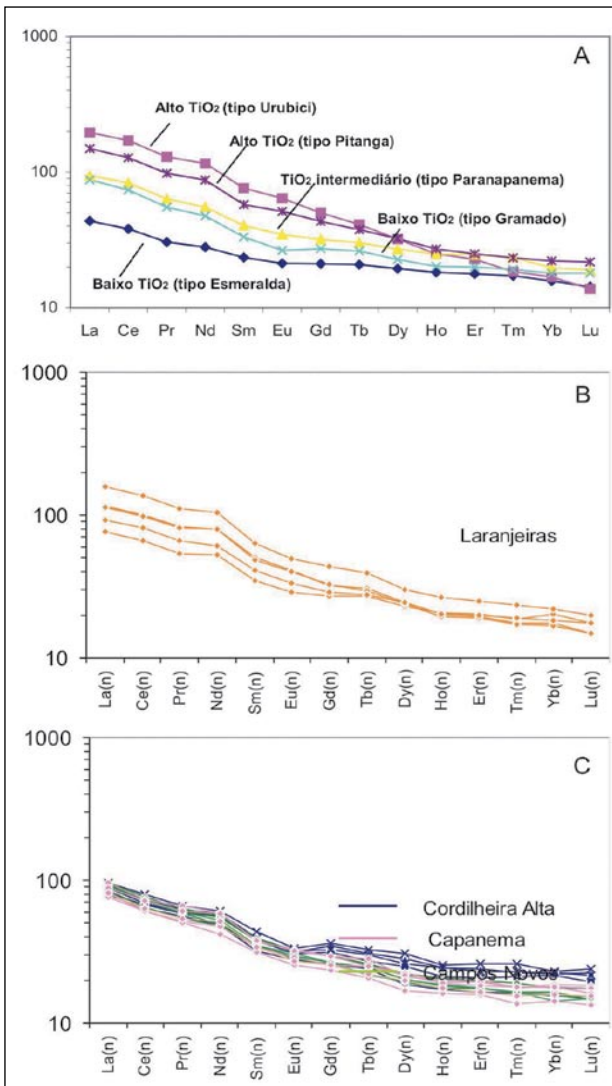 A
1000
100
10
Alto TiO2 (tipo Urubici)
Alto TiO2 (tipo Pitanga)
TiO2 intermediário (tipo Paranapanema)
Baixo TiO2 (tipo Gramado)
Baixo TiO2 (tipo Esmeralda)
La Ce Pr Nd Sm Eu Gd Tb Dy Ho Er Tm Yb Lu
B
1000
100
10
Laranjeiras
La(n) Ce(n) Pr(n) Nd(n) Sm(n) Eu(n) Gd(n) Tb(n) Dy(n) Ho(n) Er(n) Tm(n) Yb(n) Lu(n)
C
1000
100
10
Cordilheira Alta
Capanema
Campos Novos
La(n) Ce(n) Pr(n) Nd(n) Sm(n) Eu(n) Gd(n) Tb(n) Dy(n) Ho(n) Er(n) Tm(n) Yb(n) Lu(n)